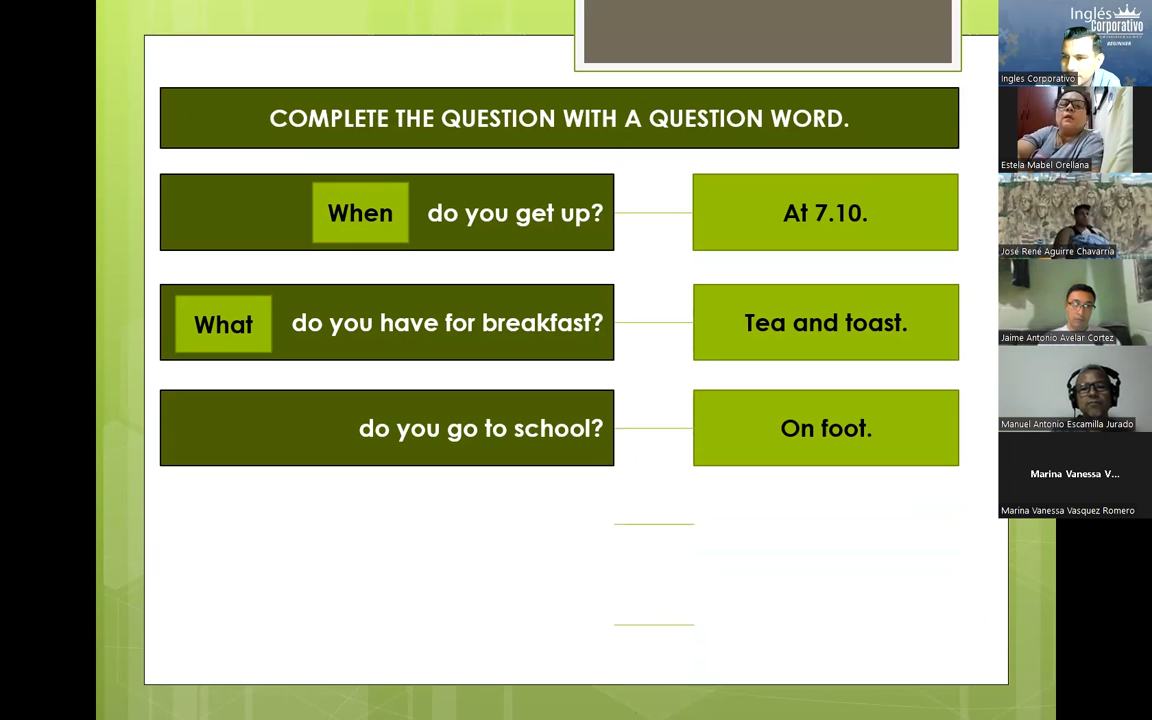 COMPLETE THE QUESTION WITH A QUESTION WORD.
When do you get up?
At 7.10.
What do you have for breakfast?
Tea and toast.
do you go to school?
On foot.
Inglés
Corporativo
BEGINNER
Ingles Corporativo
Estela Mabel Orellana
José René Aguirre Chavarría
Jaime Antonio Avelar Cortez
Manuel Antonio Escamilla Jurado
Marina Vanessa V...
Marina Vanessa Vasquez Romero